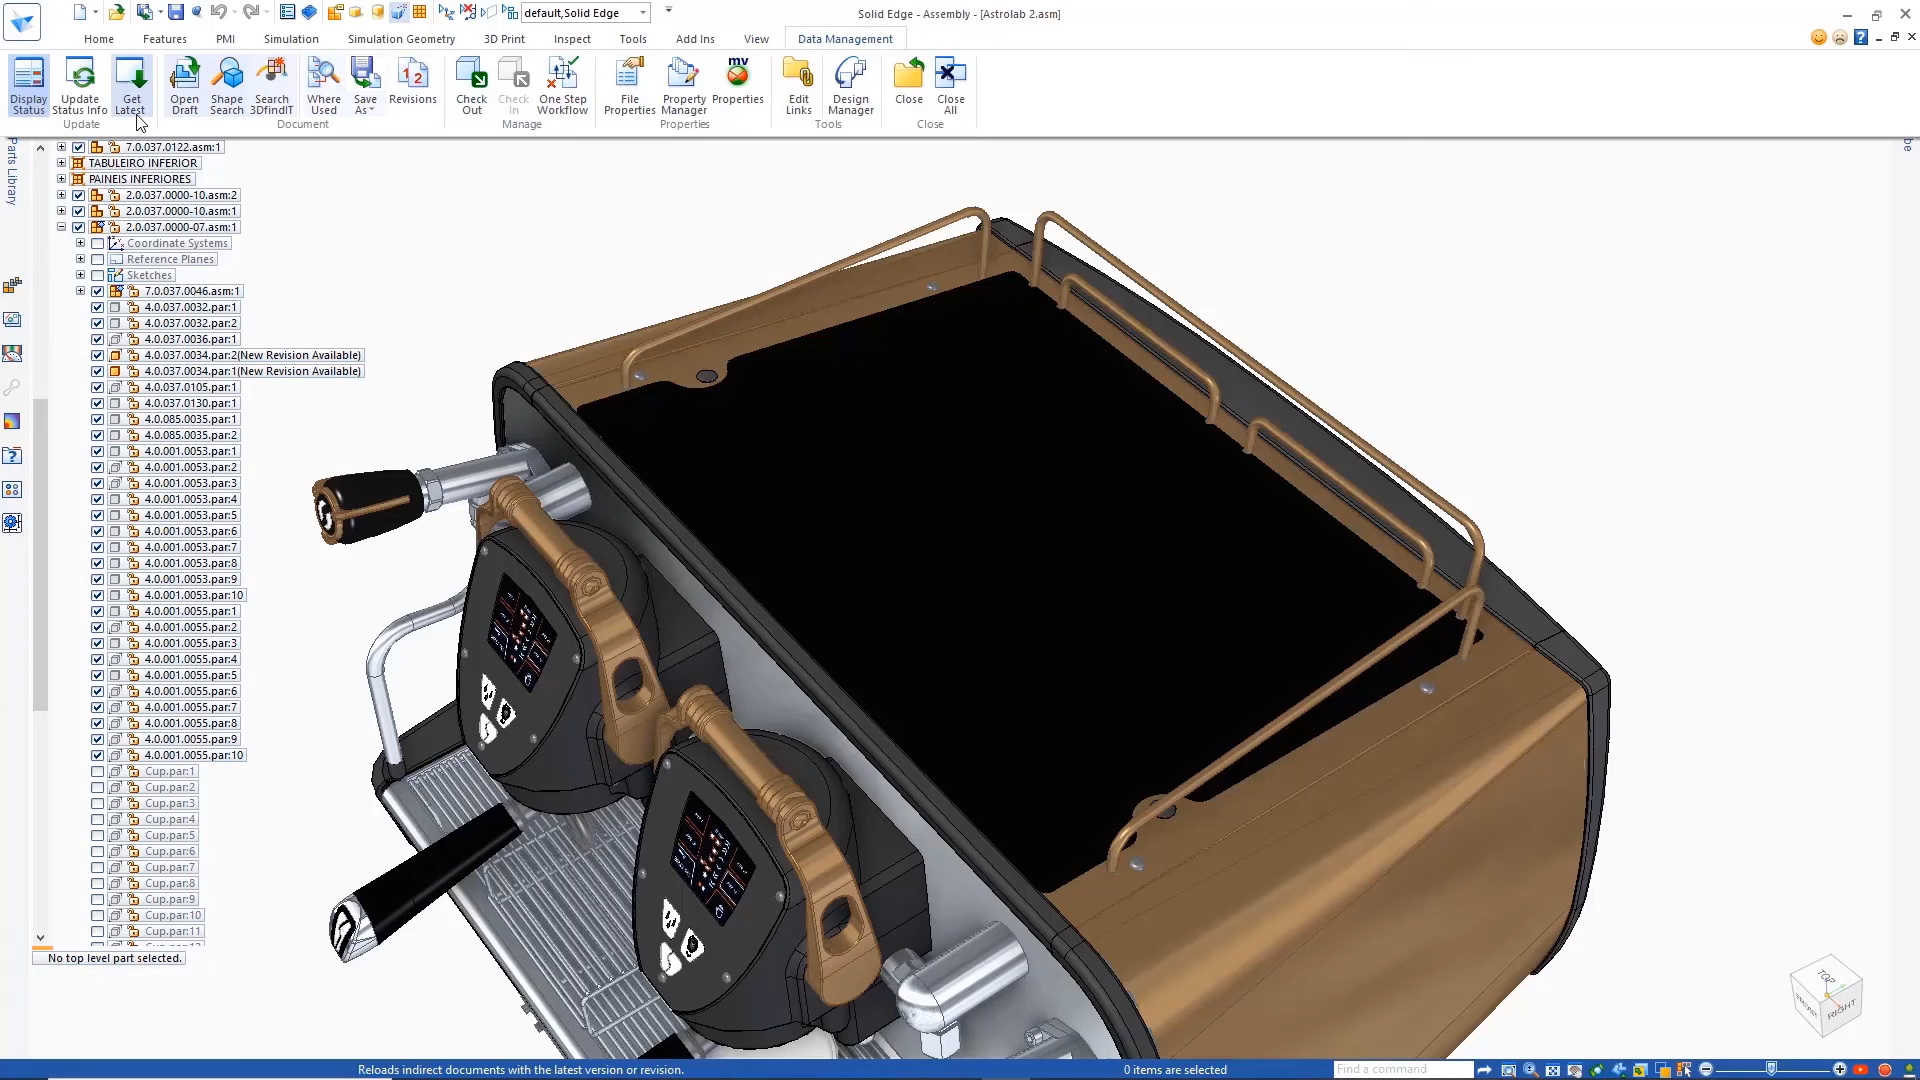 default,Solid Edge
Solid Edge - Assembly - [Astrolab 2.asm]
Home
Features
PMI
Simulation
Simulation Geometry
3D Print
Inspect
Tools
Add Ins
View
Data Management
Display Status
Update Status Info
Get Latest
Open Draft
Shape Search
Search 3DfindIT
Where Used
Save As
Revisions
Check Out
Check In
One Step Workflow
File Properties
Property Manager
mv
Properties
Edit Links
Design Manager
Close
Close All
Update
Document
Manage
Properties
Tools
Close
Parts Library
7.0.037.0122.asm:1
TABULEIRO INFERIOR
PAINEIS INFERIORES
2.0.037.0000-10.asm:2
2.0.037.0000-10.asm:1
2.0.037.0000-07.asm:1
Coordinate Systems
Reference Planes
Sketches
7.0.037.0046.asm:1
4.0.037.0032.par:1
4.0.037.0032.par:2
4.0.037.0036.par:1
4.0.037.0034.par:2(New Revision Available)
4.0.037.0034.par:1(New Revision Available)
4.0.037.0105.par:1
4.0.037.0130.par:1
4.0.085.0035.par:1
4.0.085.0035.par:2
4.0.001.0053.par:1
4.0.001.0053.par:2
4.0.001.0053.par:3
4.0.001.0053.par:4
4.0.001.0053.par:5
4.0.001.0053.par:6
4.0.001.0053.par:7
4.0.001.0053.par:8
4.0.001.0053.par:9
4.0.001.0053.par:10
4.0.001.0055.par:1
4.0.001.0055.par:2
4.0.001.0055.par:3
4.0.001.0055.par:4
4.0.001.0055.par:5
4.0.001.0055.par:6
4.0.001.0055.par:7
4.0.001.0055.par:8
4.0.001.0055.par:9
4.0.001.0055.par:10
Cup.par:1
Cup.par:2
Cup.par:3
Cup.par:4
Cup.par:5
Cup.par:6
Cup.par:7
Cup.par:8
Cup.par:9
Cup.par:10
Cup.par:11
No top level part selected.
TOP
FRONT
RIGHT
Reloads indirect documents with the latest version or revision.
0 items are selected
Find a command